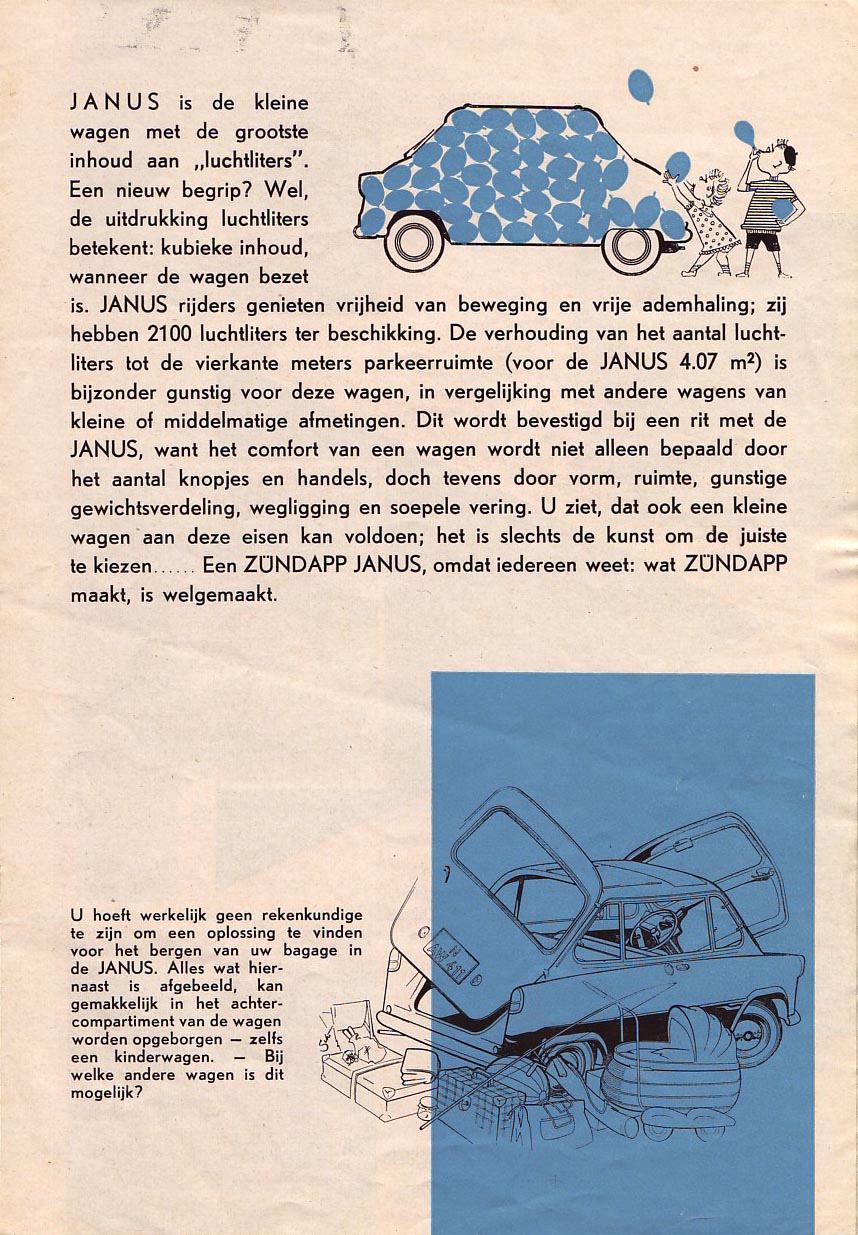 JANUS is de kleine
wagen met de grootste
inhoud aan „luchtliters”.
Een nieuw begrip? Wel,
de uitdrukking luchtliters
betekent: kubieke inhoud,
wanneer de wagen bezet
is. JANUS rijders genieten vrijheid van beweging en vrije ademhaling; zij
hebben 2100 luchtliters ter beschikking. De verhouding van het aantal lucht-
liters tot de vierkante meters parkeerruimte (voor de JANUS 4.07 m²) is
bijzonder gunstig voor deze wagen, in vergelijking met andere wagens van
kleine of middelmatige afmetingen. Dit wordt bevestigd bij een rit met de
JANUS, want het comfort van een wagen wordt niet alleen bepaald door
het aantal knopjes en handels, doch tevens door vorm, ruimte, gunstige
gewichtsverdeling, wegligging en soepele vering. U ziet, dat ook een kleine
wagen aan deze eisen kan voldoen; het is slechts de kunst om de juiste
te kiezen...... Een ZÜNDAPP JANUS, omdat iedereen weet: wat ZÜNDAPP
maakt, is welgemaakt.
U hoeft werkelijk geen rekenkundige
te zijn om een oplossing te vinden
voor het bergen van uw bagage in
de JANUS. Alles wat hier-
naast is afgebeeld, kan
gemakkelijk in het achter-
compartiment van de wagen
worden opgeborgen — zelfs
een kinderwagen. — Bij
welke andere wagen is dit
mogelijk?